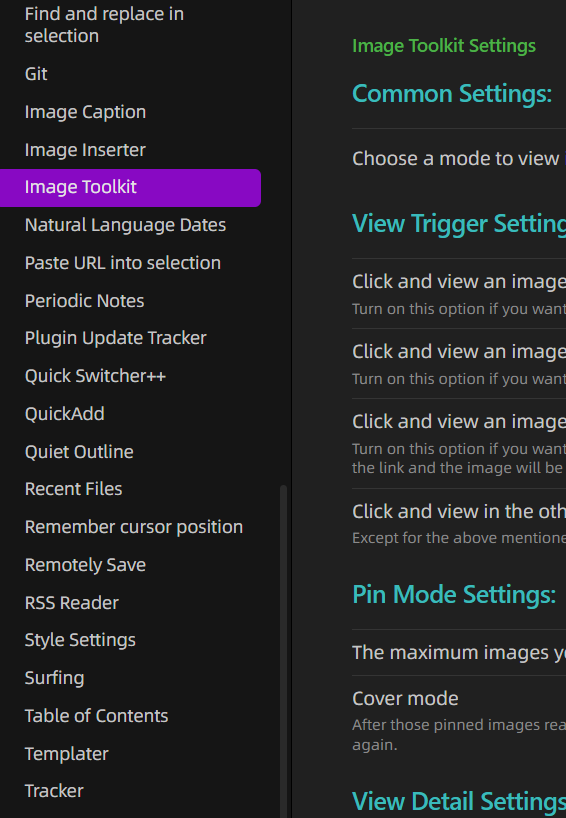 Find and replace in
selection
Git
Image Caption
Image Inserter
Image Toolkit
Natural Language Dates
Paste URL into selection
Periodic Notes
Plugin Update Tracker
Quick Switcher++
QuickAdd
Quiet Outline
Recent Files
Remember cursor position
Remotely Save
RSS Reader
Style Settings
Surfing
Table of Contents
Templater
Tracker
Image Toolkit Settings
Common Settings:
Choose a mode to view
View Trigger Setting
Click and view an image
Turn on this option if you want
Click and view an image
Turn on this option if you want
Click and view an image
Turn on this option if you want
the link and the image will be
Click and view in the oth
Except for the above mentione
Pin Mode Settings:
The maximum images yo
Cover mode
After those pinned images rea
again.
View Detail Settings